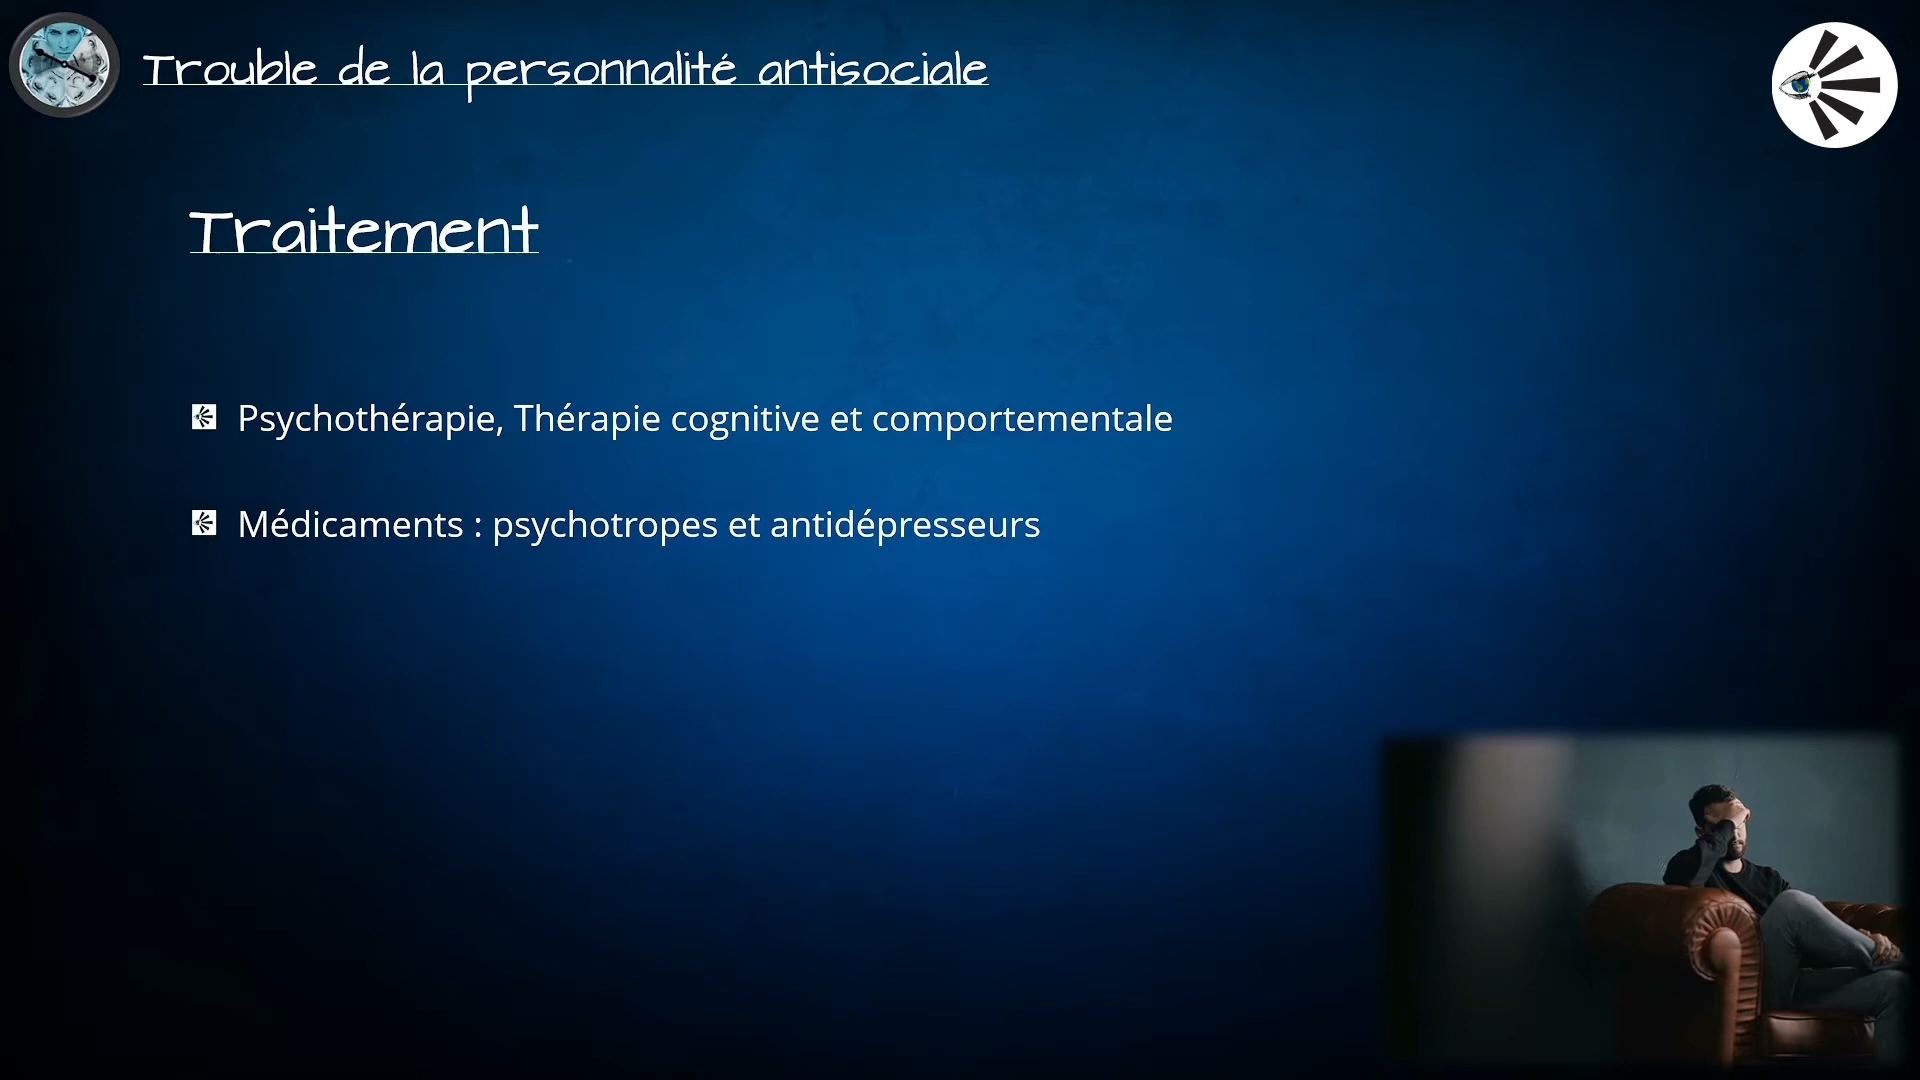 Trouble de la personnalité antisociale
Traitement
Psychothérapie, Thérapie cognitive et comportementale
Médicaments : psychotropes et antidépresseurs